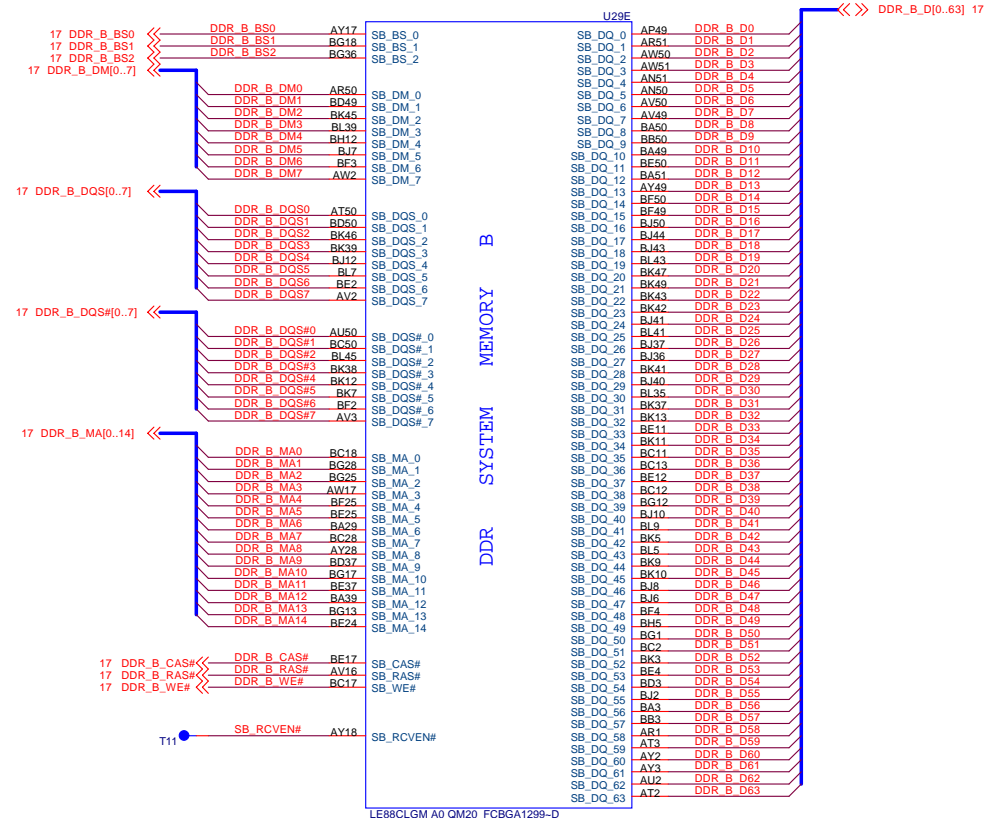 DDR_B_D[0..63] 17
U29E
17 DDR_B_BS0
17 DDR_B_BS1
17 DDR_B_BS2
17 DDR_B_DM[0..7]
DDR_B_BS0 AY17 SB_BS_0
DDR_B_BS1 BG18 SB_BS_1
DDR_B_BS2 BG36 SB_BS_2
DDR_B_DM0 AR50 SB_DM_0
DDR_B_DM1 BD49 SB_DM_1
DDR_B_DM2 BK45 SB_DM_2
DDR_B_DM3 BL39 SB_DM_3
DDR_B_DM4 BH12 SB_DM_4
DDR_B_DM5 BJ7 SB_DM_5
DDR_B_DM6 BF3 SB_DM_6
DDR_B_DM7 AW2 SB_DM_7
17 DDR_B_DQS[0..7]
DDR_B_DQS0 AT50 SB_DQS_0
DDR_B_DQS1 BD50 SB_DQS_1
DDR_B_DQS2 BK46 SB_DQS_2
DDR_B_DQS3 BK39 SB_DQS_3
DDR_B_DQS4 BJ12 SB_DQS_4
DDR_B_DQS5 BL7 SB_DQS_5
DDR_B_DQS6 BE2 SB_DQS_6
DDR_B_DQS7 AV2 SB_DQS_7
17 DDR_B_DQS#[0..7]
DDR_B_DQS#0 AU50 SB_DQS#_0
DDR_B_DQS#1 BC50 SB_DQS#_1
DDR_B_DQS#2 BL45 SB_DQS#_2
DDR_B_DQS#3 BK38 SB_DQS#_3
DDR_B_DQS#4 BK12 SB_DQS#_4
DDR_B_DQS#5 BK7 SB_DQS#_5
DDR_B_DQS#6 BF2 SB_DQS#_6
DDR_B_DQS#7 AV3 SB_DQS#_7
17 DDR_B_MA[0..14]
DDR_B_MA0 BC18 SB_MA_0
DDR_B_MA1 BG28 SB_MA_1
DDR_B_MA2 BG25 SB_MA_2
DDR_B_MA3 AW17 SB_MA_3
DDR_B_MA4 BF25 SB_MA_4
DDR_B_MA5 BE25 SB_MA_5
DDR_B_MA6 BA29 SB_MA_6
DDR_B_MA7 BC28 SB_MA_7
DDR_B_MA8 AY28 SB_MA_8
DDR_B_MA9 BD37 SB_MA_9
DDR_B_MA10 BG17 SB_MA_10
DDR_B_MA11 BE37 SB_MA_11
DDR_B_MA12 BA39 SB_MA_12
DDR_B_MA13 BG13 SB_MA_13
DDR_B_MA14 BE24 SB_MA_14
17 DDR_B_CAS# DDR_B_CAS# BE17 SB_CAS#
17 DDR_B_RAS# DDR_B_RAS# AV16 SB_RAS#
17 DDR_B_WE# DDR_B_WE# BC17 SB_WE#
T11 SB_RCVEN# AY18 SB_RCVEN#
DDR SYSTEM MEMORY B
SB_DQ_0 AP49 DDR_B_D0
SB_DQ_1 AR51 DDR_B_D1
SB_DQ_2 AW50 DDR_B_D2
SB_DQ_3 AW51 DDR_B_D3
SB_DQ_4 AN51 DDR_B_D4
SB_DQ_5 AN50 DDR_B_D5
SB_DQ_6 AV50 DDR_B_D6
SB_DQ_7 AV49 DDR_B_D7
SB_DQ_8 BA50 DDR_B_D8
SB_DQ_9 BB50 DDR_B_D9
SB_DQ_10 BA49 DDR_B_D10
SB_DQ_11 BE50 DDR_B_D11
SB_DQ_12 BA51 DDR_B_D12
SB_DQ_13 AY49 DDR_B_D13
SB_DQ_14 BF50 DDR_B_D14
SB_DQ_15 BF49 DDR_B_D15
SB_DQ_16 BJ50 DDR_B_D16
SB_DQ_17 BJ44 DDR_B_D17
SB_DQ_18 BJ43 DDR_B_D18
SB_DQ_19 BL43 DDR_B_D19
SB_DQ_20 BK47 DDR_B_D20
SB_DQ_21 BK49 DDR_B_D21
SB_DQ_22 BK43 DDR_B_D22
SB_DQ_23 BK42 DDR_B_D23
SB_DQ_24 BJ41 DDR_B_D24
SB_DQ_25 BL41 DDR_B_D25
SB_DQ_26 BJ37 DDR_B_D26
SB_DQ_27 BJ36 DDR_B_D27
SB_DQ_28 BK41 DDR_B_D28
SB_DQ_29 BJ40 DDR_B_D29
SB_DQ_30 BL35 DDR_B_D30
SB_DQ_31 BK37 DDR_B_D31
SB_DQ_32 BK13 DDR_B_D32
SB_DQ_33 BE11 DDR_B_D33
SB_DQ_34 BK11 DDR_B_D34
SB_DQ_35 BC11 DDR_B_D35
SB_DQ_36 BC13 DDR_B_D36
SB_DQ_37 BE12 DDR_B_D37
SB_DQ_38 BC12 DDR_B_D38
SB_DQ_39 BG12 DDR_B_D39
SB_DQ_40 BJ10 DDR_B_D40
SB_DQ_41 BL9 DDR_B_D41
SB_DQ_42 BK5 DDR_B_D42
SB_DQ_43 BL5 DDR_B_D43
SB_DQ_44 BK9 DDR_B_D44
SB_DQ_45 BK10 DDR_B_D45
SB_DQ_46 BJ8 DDR_B_D46
SB_DQ_47 BJ6 DDR_B_D47
SB_DQ_48 BF4 DDR_B_D48
SB_DQ_49 BH5 DDR_B_D49
SB_DQ_50 BG1 DDR_B_D50
SB_DQ_51 BC2 DDR_B_D51
SB_DQ_52 BK3 DDR_B_D52
SB_DQ_53 BE4 DDR_B_D53
SB_DQ_54 BD3 DDR_B_D54
SB_DQ_55 BJ2 DDR_B_D55
SB_DQ_56 BA3 DDR_B_D56
SB_DQ_57 BB3 DDR_B_D57
SB_DQ_58 AR1 DDR_B_D58
SB_DQ_59 AT3 DDR_B_D59
SB_DQ_60 AY2 DDR_B_D60
SB_DQ_61 AY3 DDR_B_D61
SB_DQ_62 AU2 DDR_B_D62
SB_DQ_63 AT2 DDR_B_D63
LE88CLGM A0 QM20_FCBGA1299~D